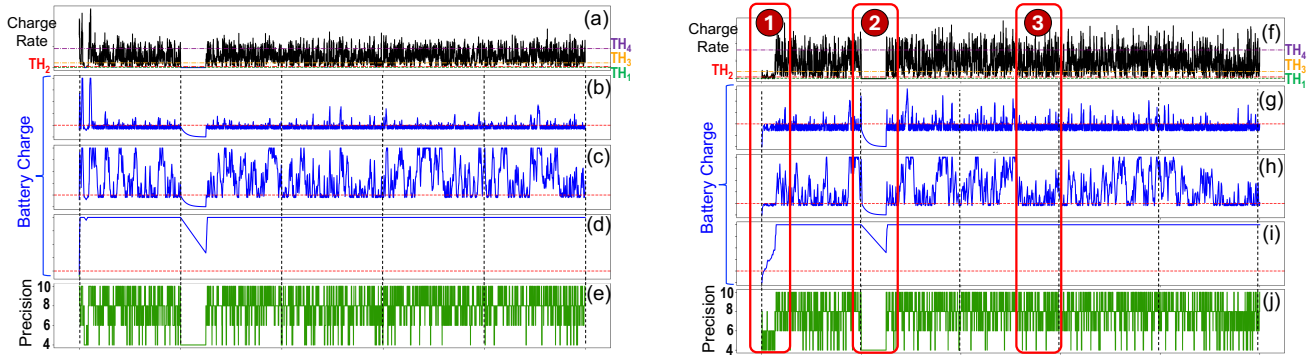 Charge
Rate
TH2
(a)
TH4
TH3
TH1
Battery Charge
(b)
(c)
(d)
Precision
10
8
6
4
(e)
1
2
3
Charge
Rate
TH2
(f)
TH4
TH3
TH1
Battery Charge
(g)
(h)
(i)
Precision
10
8
6
4
(j)